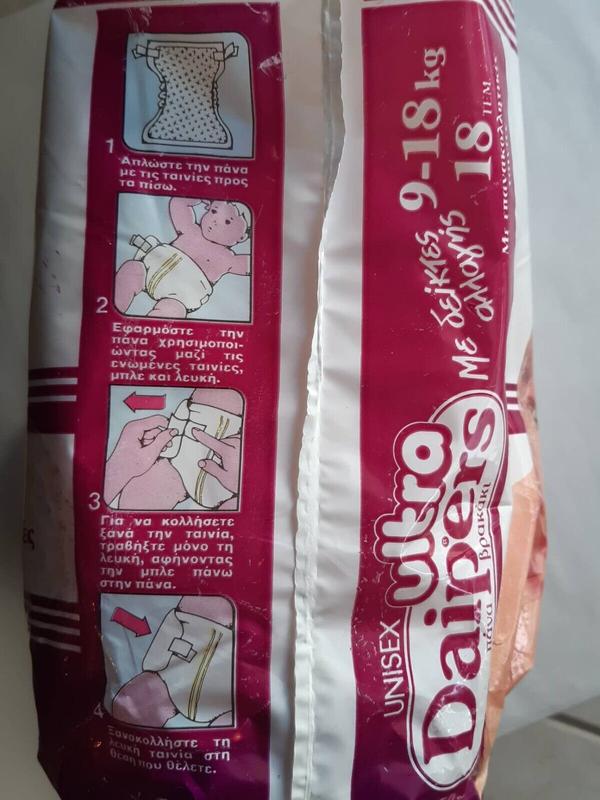 1
Απλώστε την πάνα
με τις ταινίες προς
τα πίσω.
2
Εφαρμόστε την
πάνα χρησιμοποι-
ώντας μαζί τις
ενωμένες ταινίες,
μπλε και λευκή.
3
Για να κολλήσετε
ξανά την ταινία,
τραβήξτε μόνο τη
λευκή, αφήνοντας
την μπλε πάνω
στην πάνα.
4
Ξανακολλήστε τη
λευκή ταινία στη
θέση που θέλετε.
UNISEX ultra
Daipers
πάνα βρακάκι
Με δείκτες
αλλαγής
9-18 kg
18 ΤΕΜ.